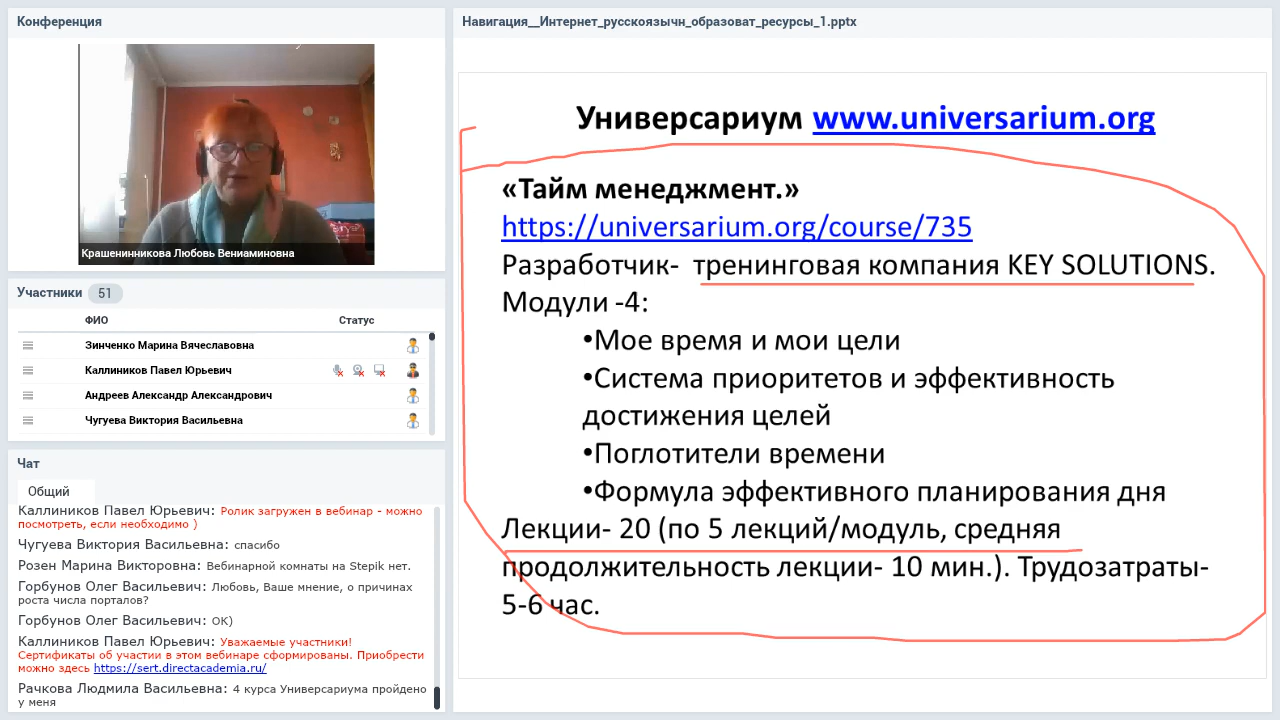 Конференция
Крашенинникова Любовь Вениаминовна
Участники 51
ФИО Статус
Зинченко Марина Вячеславовна
Каллиников Павел Юрьевич
Андреев Александр Александрович
Чугуева Виктория Васильевна
Чат
Общий
Каллиников Павел Юрьевич: Ролик загружен в вебинар - можно
посмотреть, если необходимо )
Чугуева Виктория Васильевна: спасибо
Розен Марина Викторовна: Вебинарной комнаты на Stepik нет.
Горбунов Олег Васильевич: Любовь, Ваше мнение, о причинах
роста числа порталов?
Горбунов Олег Васильевич: ОК)
Каллиников Павел Юрьевич: Уважаемые участники!
Сертификаты об участии в этом вебинаре сформированы. Приобрести
можно здесь https://sert.directacademia.ru/
Рачкова Людмила Васильевна: 4 курса Универсариума пройдено
у меня
Навигация__Интернет_русскоязычн_образоват_ресурсы_1.pptx
Универсариум www.universarium.org
«Тайм менеджмент.»
https://universarium.org/course/735
Разработчик- тренинговая компания KEY SOLUTIONS.
Модули -4:
•Мое время и мои цели
•Система приоритетов и эффективность
достижения целей
•Поглотители времени
•Формула эффективного планирования дня
Лекции- 20 (по 5 лекций/модуль, средняя
продолжительность лекции- 10 мин.). Трудозатраты-
5-6 час.